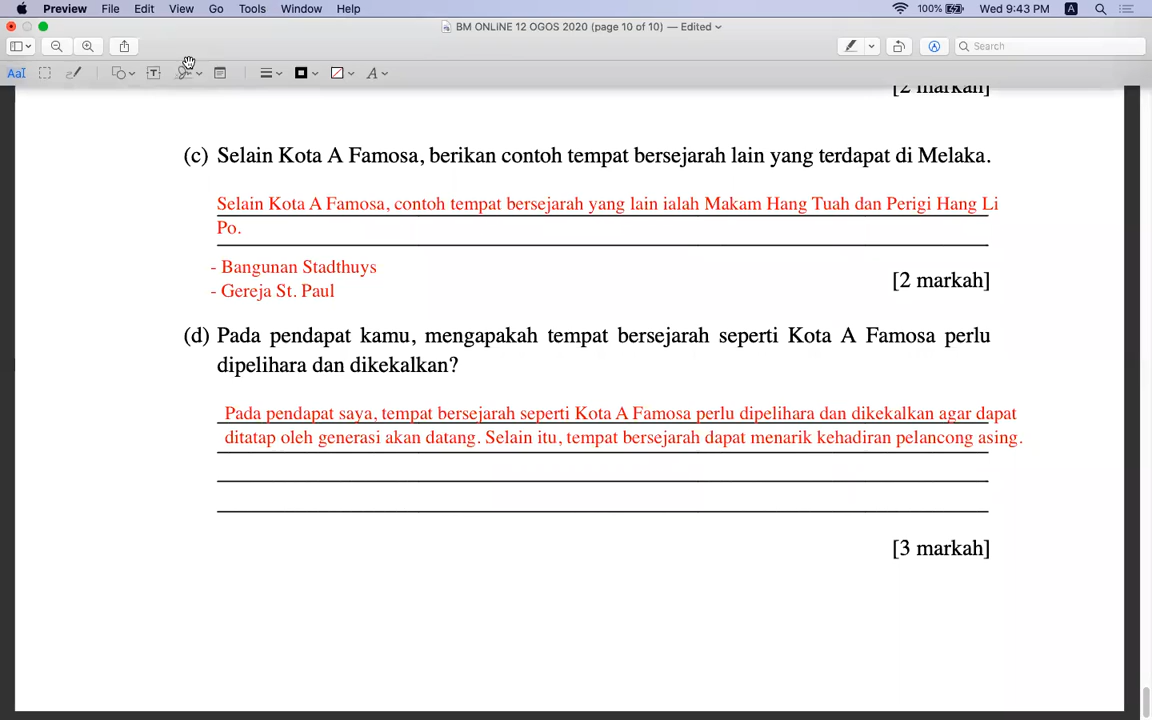 Preview File Edit View Go Tools Window Help 100% Wed 9:43 PM A
BM ONLINE 12 OGOS 2020 (page 10 of 10) — Edited
Search
AaI T A
[2 markah]
(c) Selain Kota A Famosa, berikan contoh tempat bersejarah lain yang terdapat di Melaka.
Selain Kota A Famosa, contoh tempat bersejarah yang lain ialah Makam Hang Tuah dan Perigi Hang Li
Po.
- Bangunan Stadthuys
[2 markah]
- Gereja St. Paul
(d) Pada pendapat kamu, mengapakah tempat bersejarah seperti Kota A Famosa perlu
dipelihara dan dikekalkan?
Pada pendapat saya, tempat bersejarah seperti Kota A Famosa perlu dipelihara dan dikekalkan agar dapat
ditatap oleh generasi akan datang. Selain itu, tempat bersejarah dapat menarik kehadiran pelancong asing.
[3 markah]